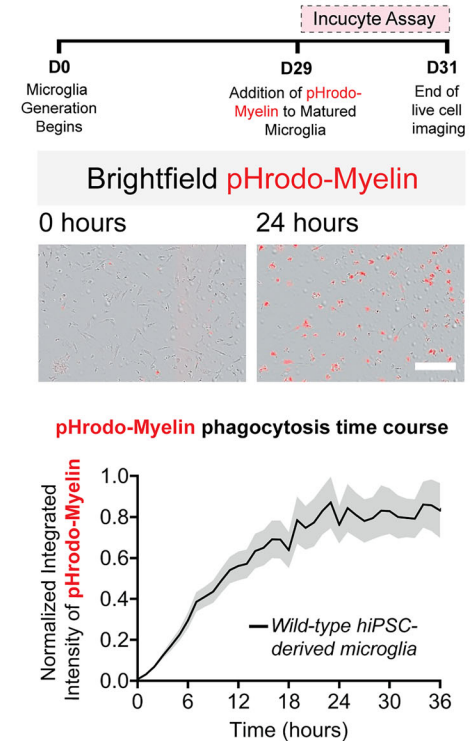 Incucyte Assay
D0
D29
D31
Microglia
Generation
Begins
Addition of pHrodo-
Myelin to Matured
Microglia
End of
live cell
imaging
Brightfield pHrodo-Myelin
0 hours
24 hours
pHrodo-Myelin phagocytosis time course
Normalized Integrated
Intensity of pHrodo-Myelin
1.0
0.8
0.6
0.4
0.2
0.0
Wild-type hiPSC-
derived microglia
0 6 12 18 24 30 36
Time (hours)